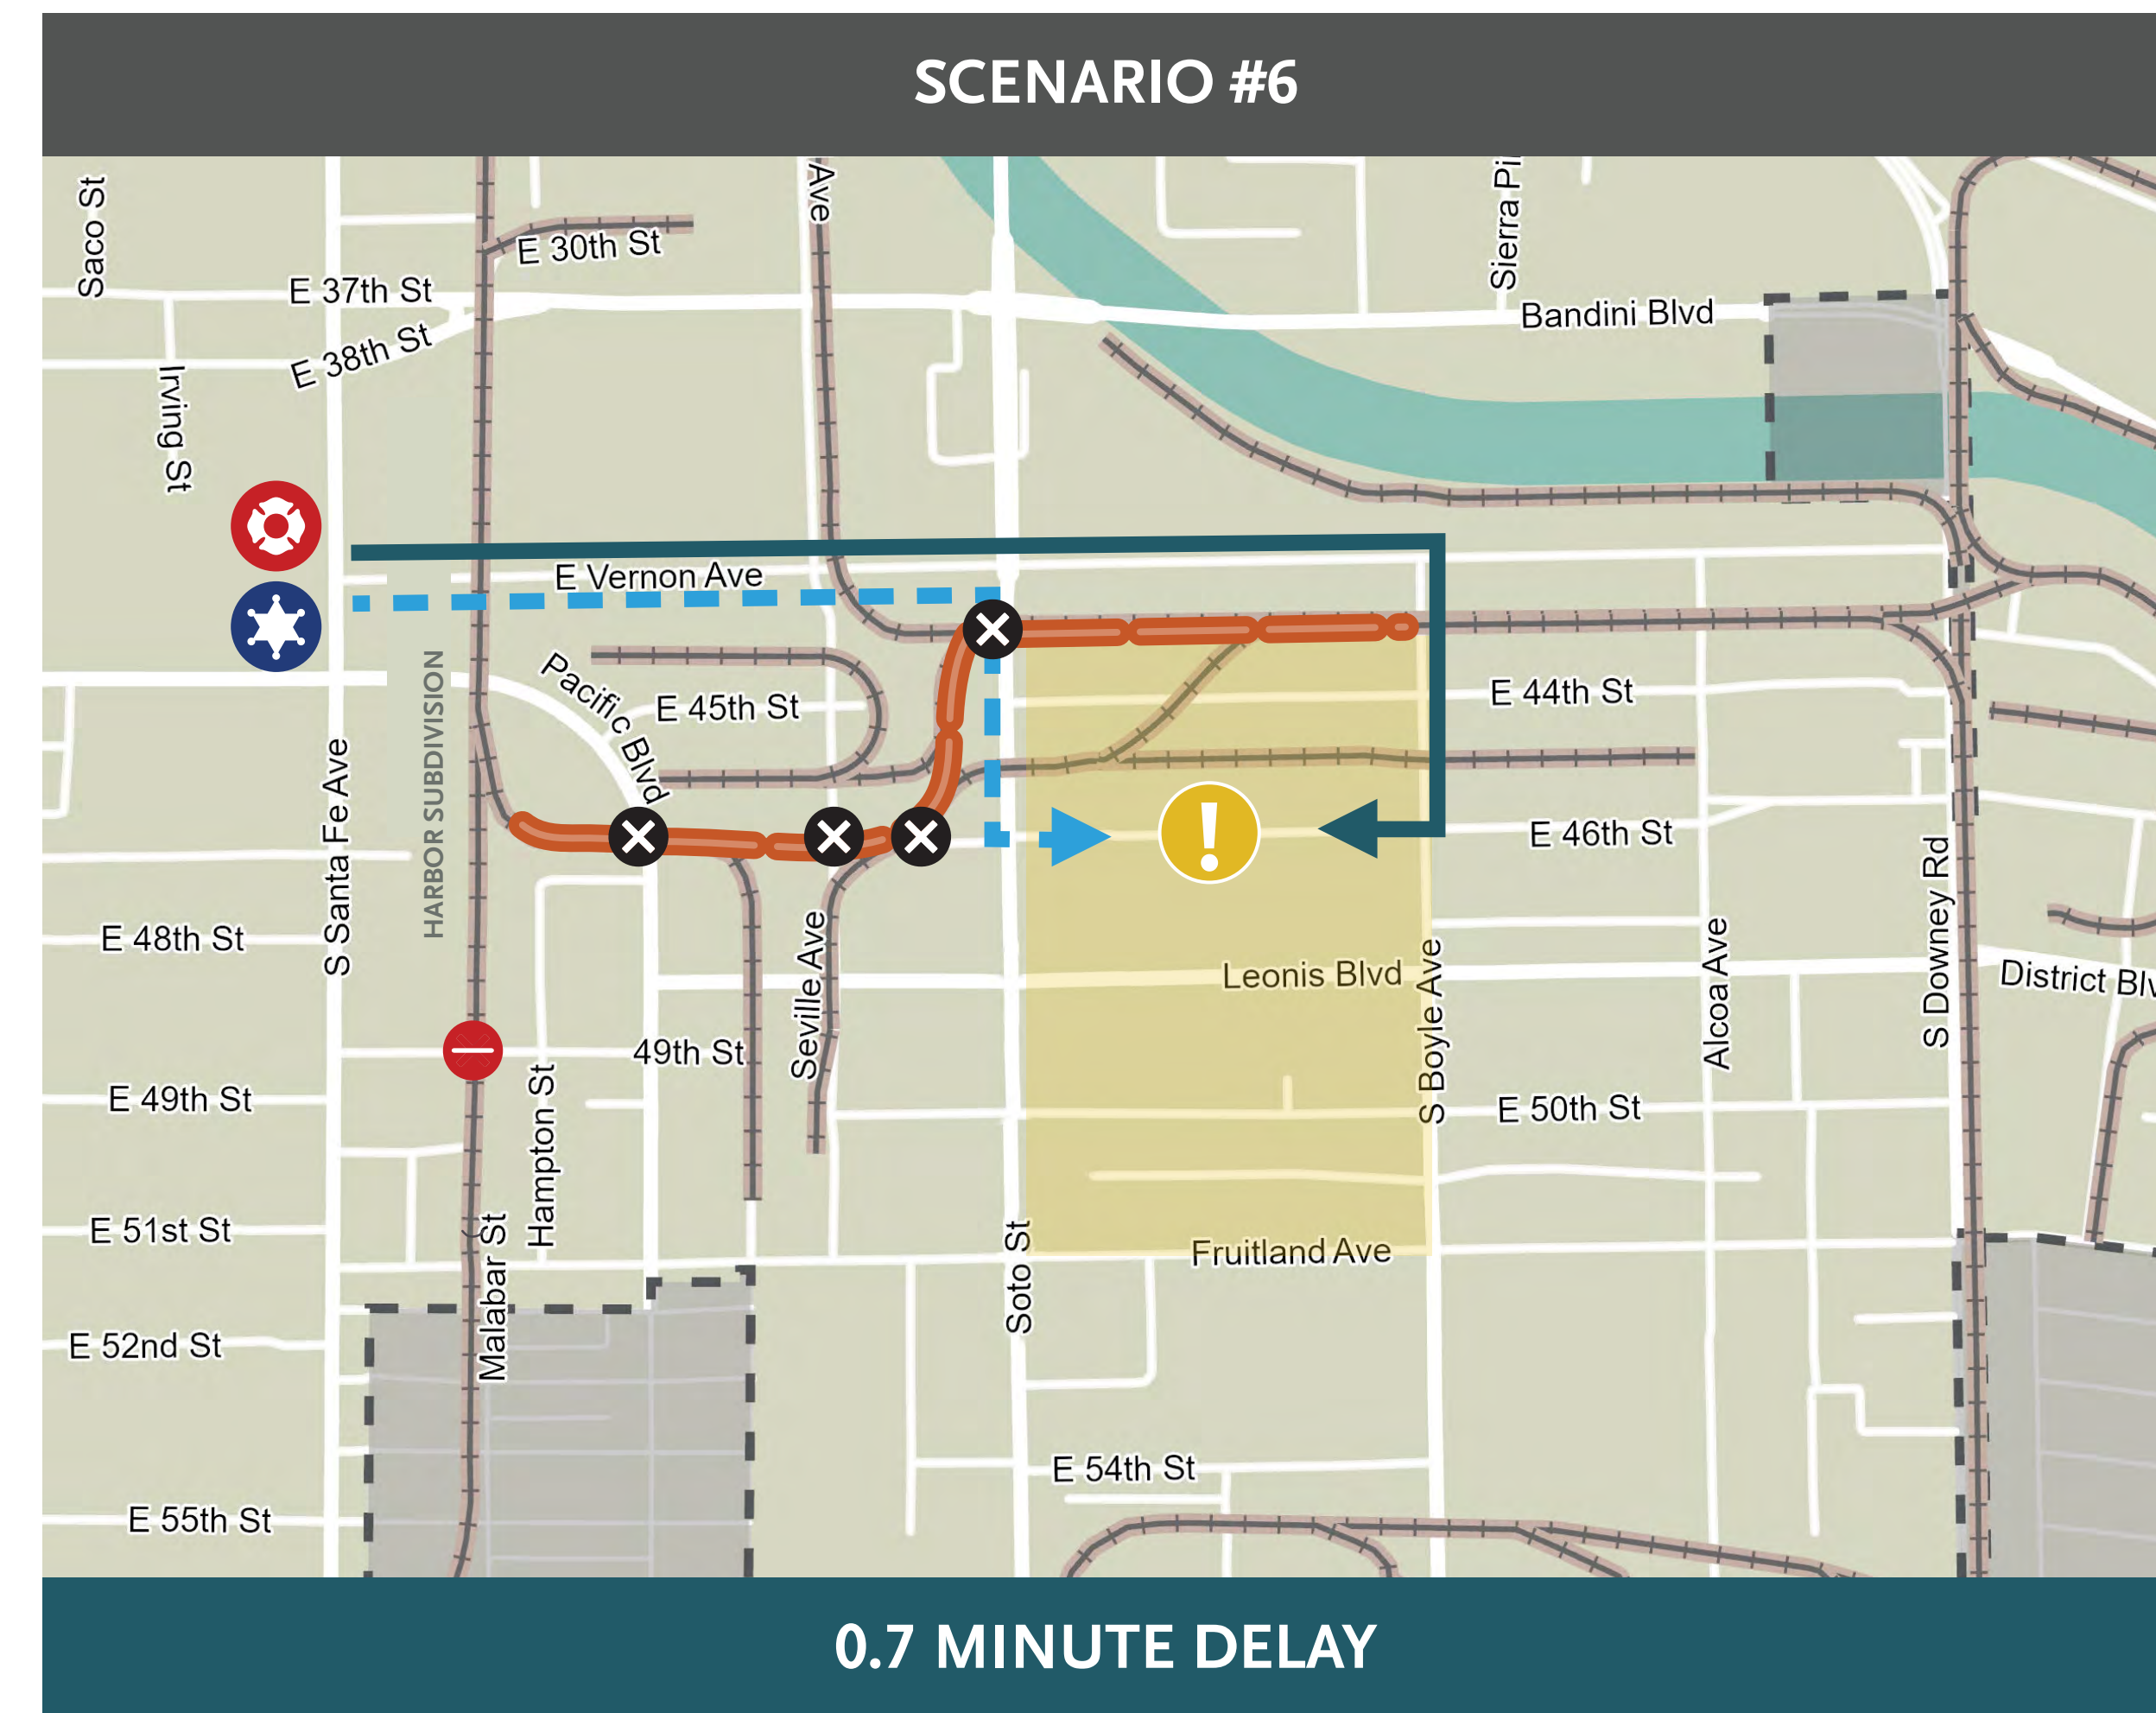 SCENARIO #6
Saco St
Ave
Sierra Pi
E 30th St
E 37th St
Bandini Blvd
E 38th St
Irving St
E Vernon Ave
Pacific Blvd
E 45th St
E 44th St
HARBOR SUBDIVISION
S Santa Fe Ave
E 46th St
S Downey Rd
E 48th St
Seville Ave
Leonis Blvd
S Boyle Ave
Alcoa Ave
District Blv
49th St
E 49th St
Hampton St
E 50th St
E 51st St
Malabar St
Soto St
Fruitland Ave
E 52nd St
E 54th St
E 55th St
0.7 MINUTE DELAY